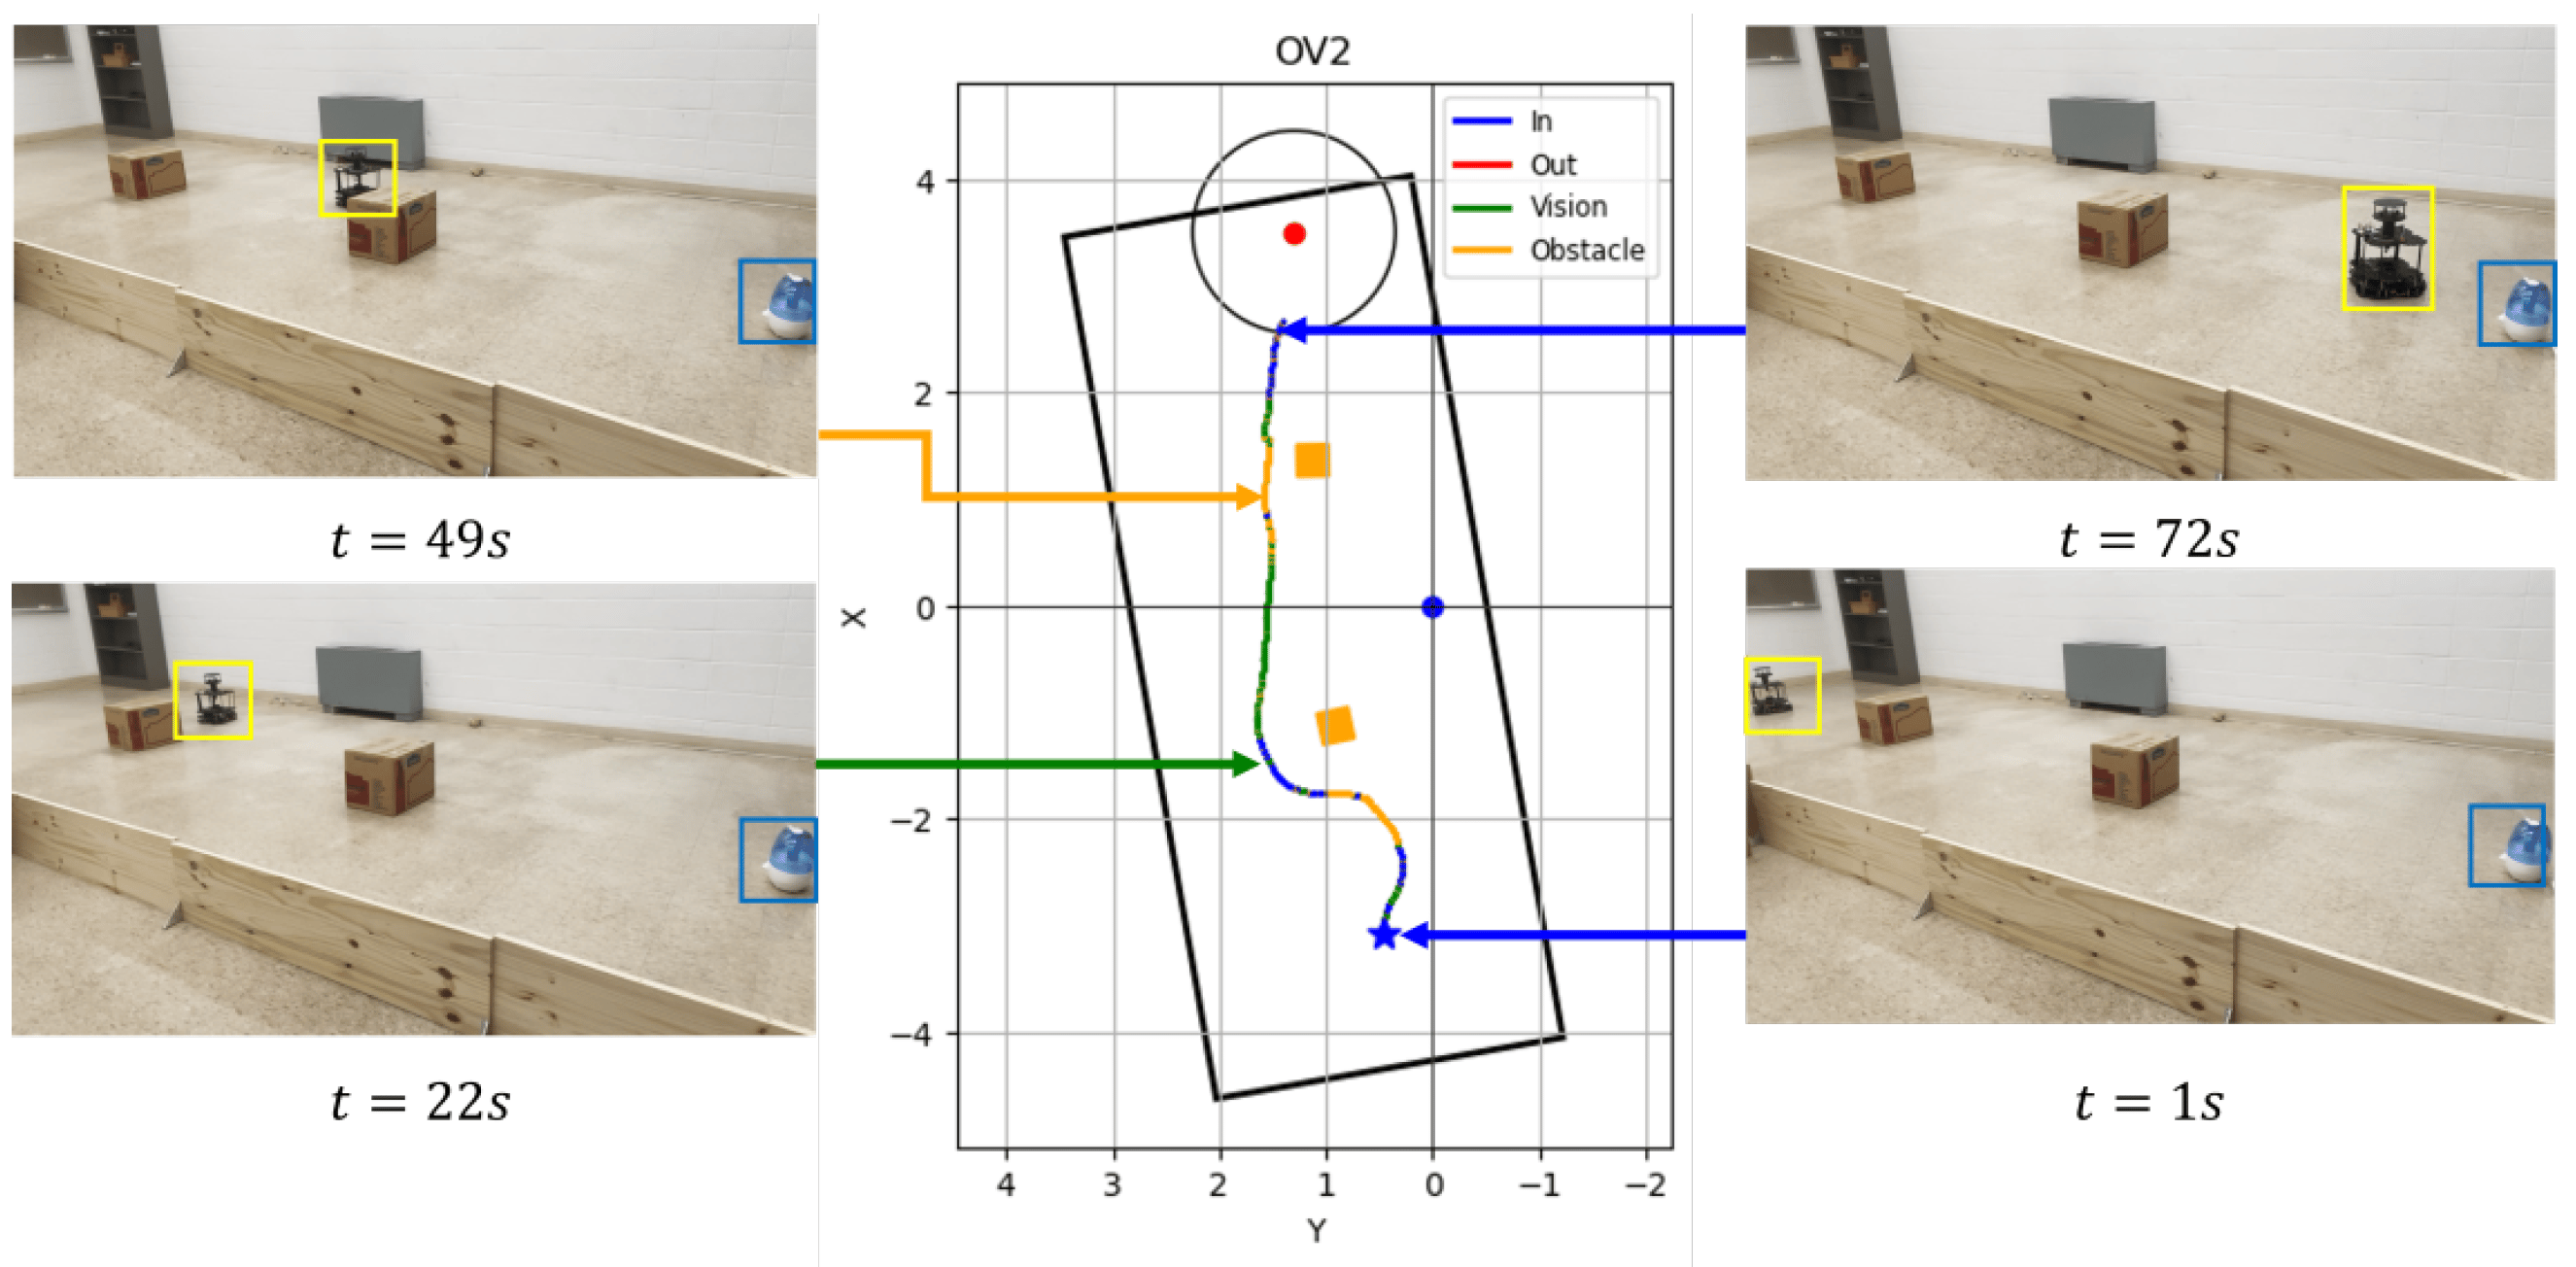 OV2
In
Out
Vision
Obstacle
4
2
0
−2
−4
X
4 3 2 1 0 −1 −2
Y
t = 49s
t = 72s
t = 22s
t = 1s